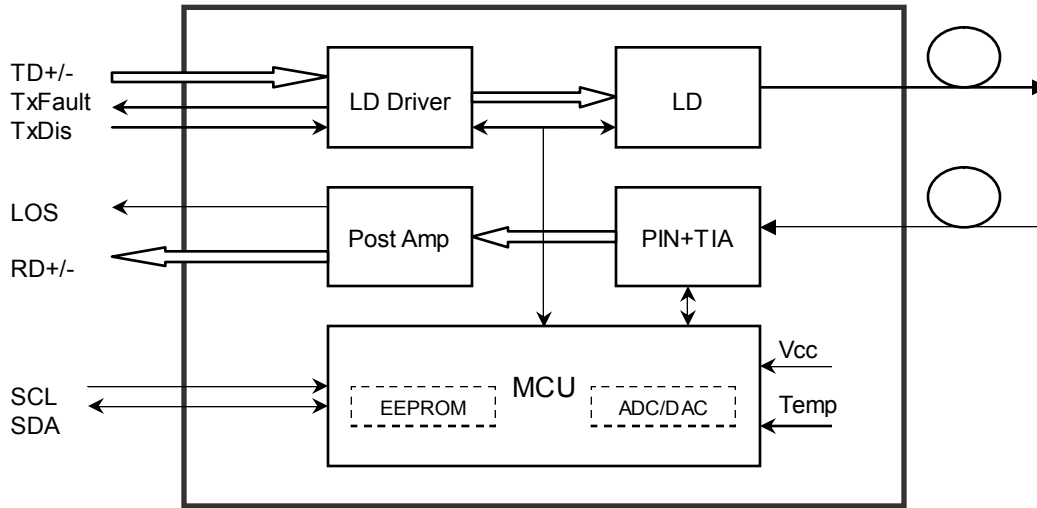 TD+/-
TxFault
TxDis
LD Driver
LD
LOS
RD+/-
Post Amp
PIN+TIA
SCL
SDA
MCU
EEPROM
ADC/DAC
Vcc
Temp